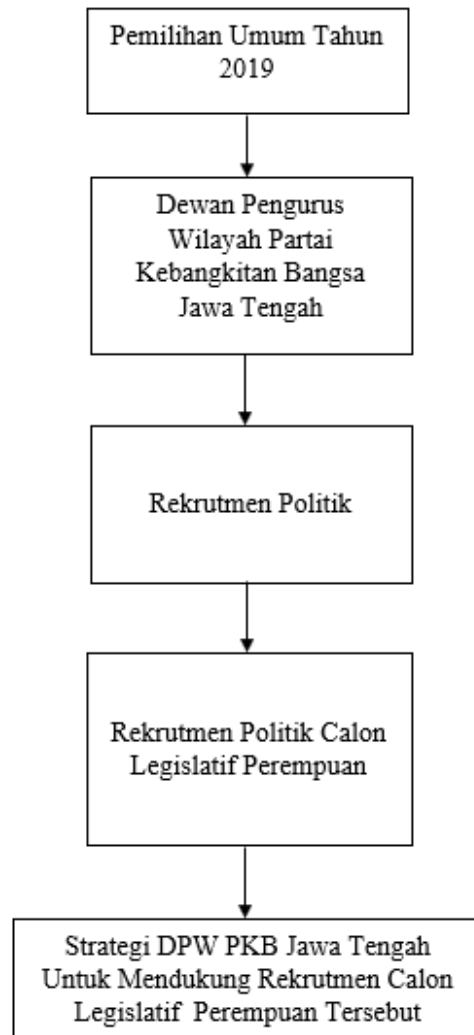 Pemilihan Umum Tahun
2019
Dewan Pengurus
Wilayah Partai
Kebangkitan Bangsa
Jawa Tengah
Rekrutmen Politik
Rekrutmen Politik Calon
Legislatif Perempuan
Strategi DPW PKB Jawa Tengah
Untuk Mendukung Rekrutmen Calon
Legislatif Perempuan Tersebut